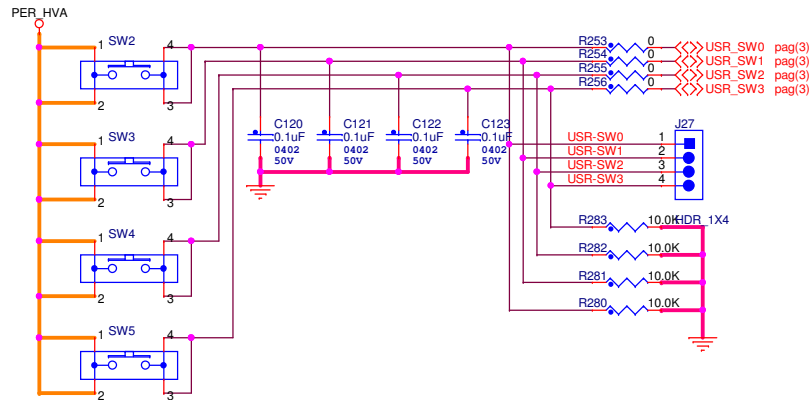 PER_HVA
1 SW2 4
2 3
1 SW3 4
2 3
1 SW4 4
2 3
1 SW5 4
2 3
C120
0.1uF
0402
50V
C121
0.1uF
0402
50V
C122
0.1uF
0402
50V
C123
0.1uF
0402
50V
R253 0 USR_SW0 pag(3)
R254 0 USR_SW1 pag(3)
R255 0 USR_SW2 pag(3)
R256 0 USR_SW3 pag(3)
J27
USR-SW0 1
USR-SW1 2
USR-SW2 3
USR-SW3 4
HDR_1X4
R283 10.0K
R282 10.0K
R281 10.0K
R280 10.0K